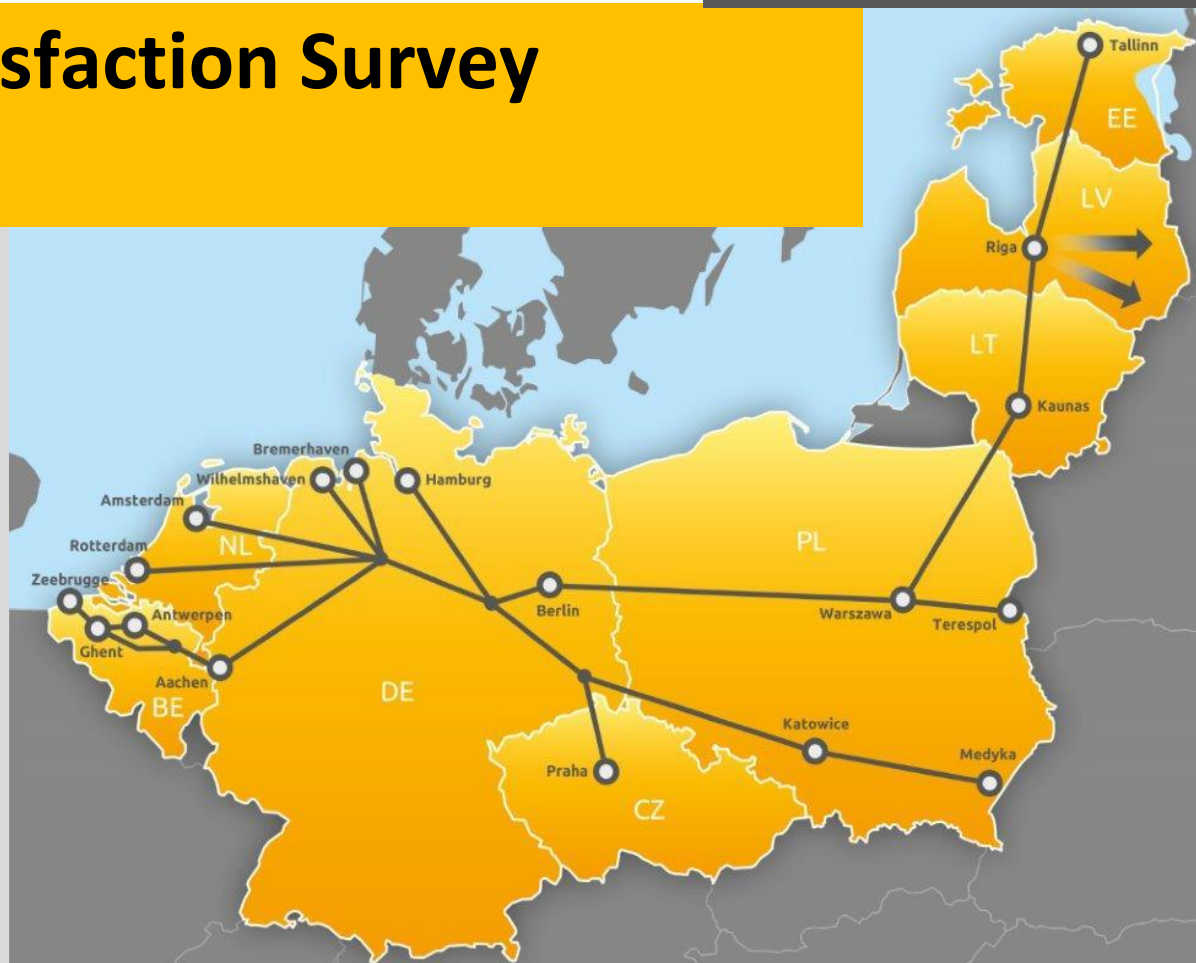 sfaction Survey
Tallinn
EE
LV
Riga
LT
Kaunas
Bremerhaven
Wilhelmshaven
Hamburg
Amsterdam
NL
PL
Rotterdam
Zeebrugge
Antwerpen
Berlin
Warszawa
Terespol
Ghent
Aachen
DE
BE
Katowice
Medyka
Praha
CZ